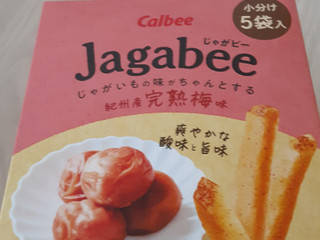 小分け
5袋入
Calbee
じゃがビー
Jagabee
じゃがいもの味がちゃんとする
紀州産完熟梅味
爽やかな
酸味と旨味